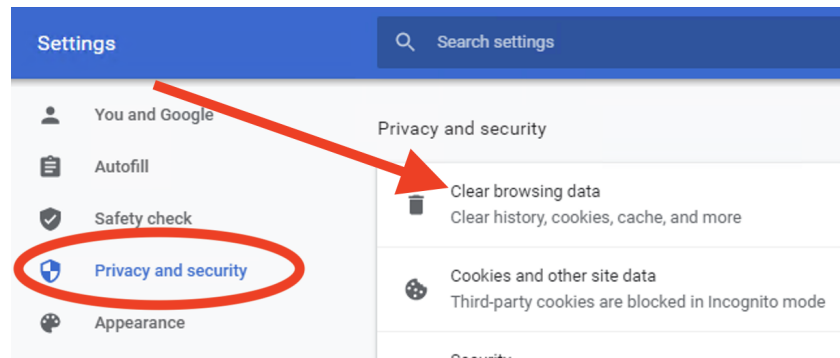 Settings
Search settings
You and Google
Autofill
Safety check
Privacy and security
Appearance
Privacy and security
Clear browsing data
Clear history, cookies, cache, and more
Cookies and other site data
Third-party cookies are blocked in Incognito mode
Security